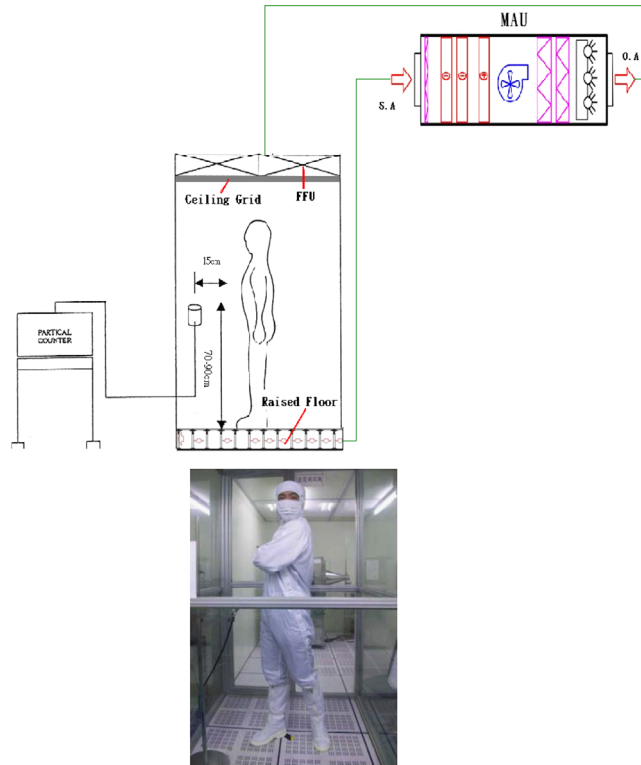 MAU
O.A
S.A
Ceiling Grid
FFU
15cm
PARTICAL
COUNTER
70-90cm
Raised Floor